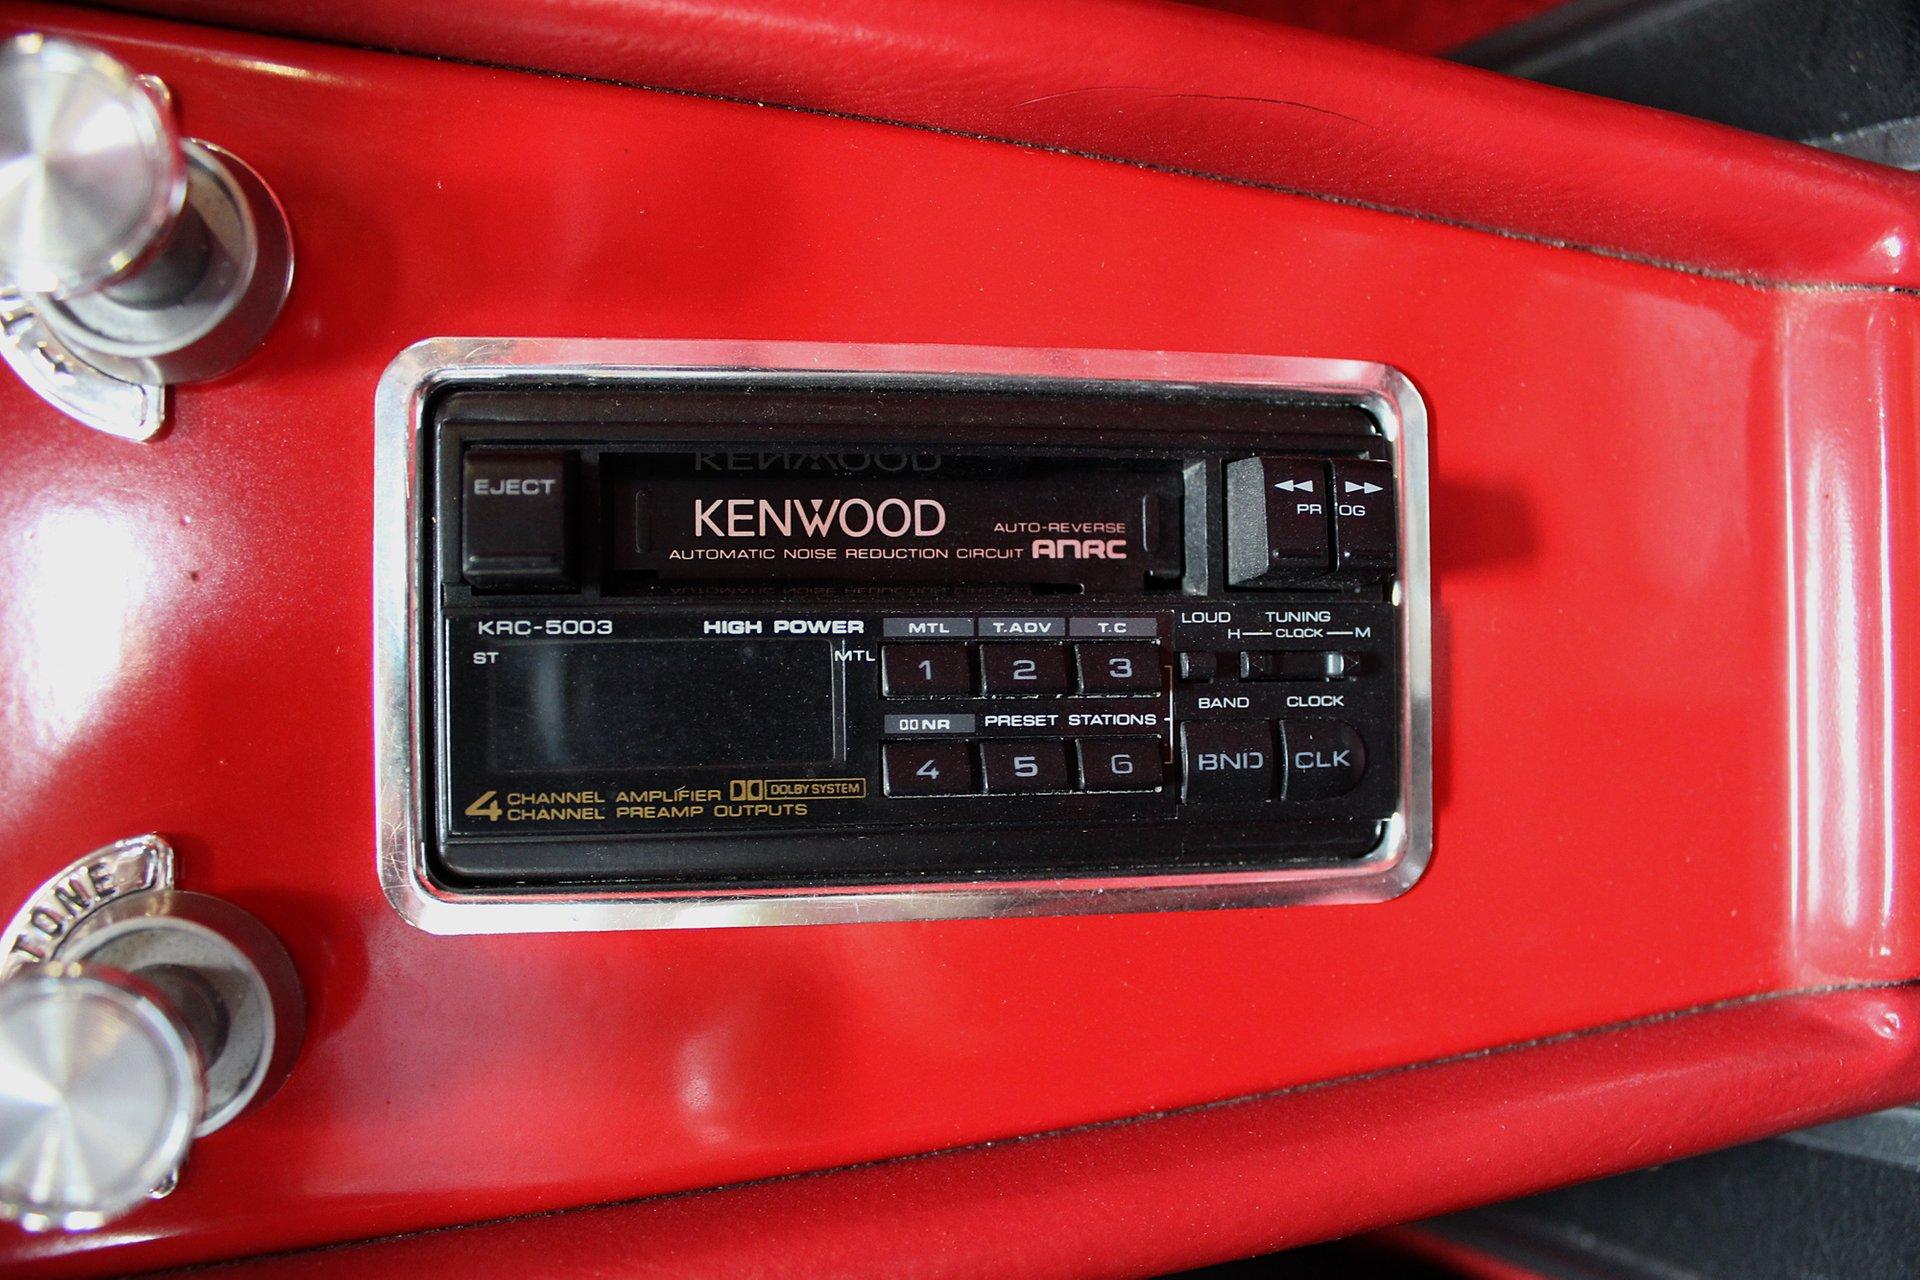 EJECT
KENWOOD
AUTO-REVERSE
AUTOMATIC NOISE REDUCTION CIRCUIT ANRC
PROG
KRC-5003
HIGH POWER
ST
MTL
MTL T.ADV T.C
1 2 3
NR PRESET STATIONS
4 5 6
LOUD TUNING
H CLOCK M
BAND CLOCK
BND CLK
4 CHANNEL AMPLIFIER DOLBY SYSTEM
CHANNEL PREAMP OUTPUTS
TONE